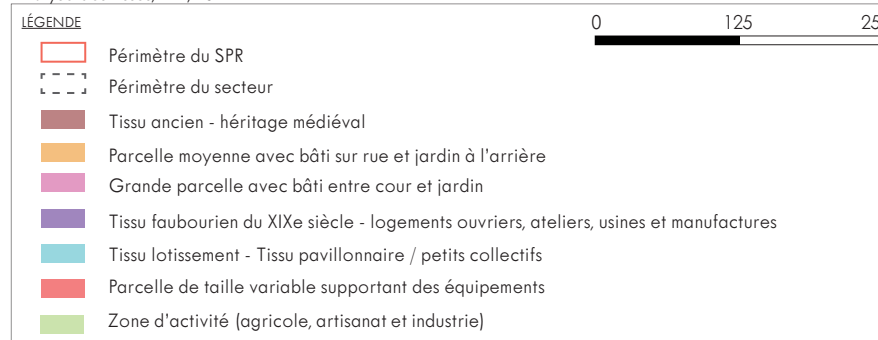 LÉGENDE
0 125 25
Périmètre du SPR
Périmètre du secteur
Tissu ancien - héritage médiéval
Parcelle moyenne avec bâti sur rue et jardin à l'arrière
Grande parcelle avec bâti entre cour et jardin
Tissu faubourien du XIXe siècle - logements ouvriers, ateliers, usines et manufactures
Tissu lotissement - Tissu pavillonnaire / petits collectifs
Parcelle de taille variable supportant des équipements
Zone d'activité (agricole, artisanat et industrie)